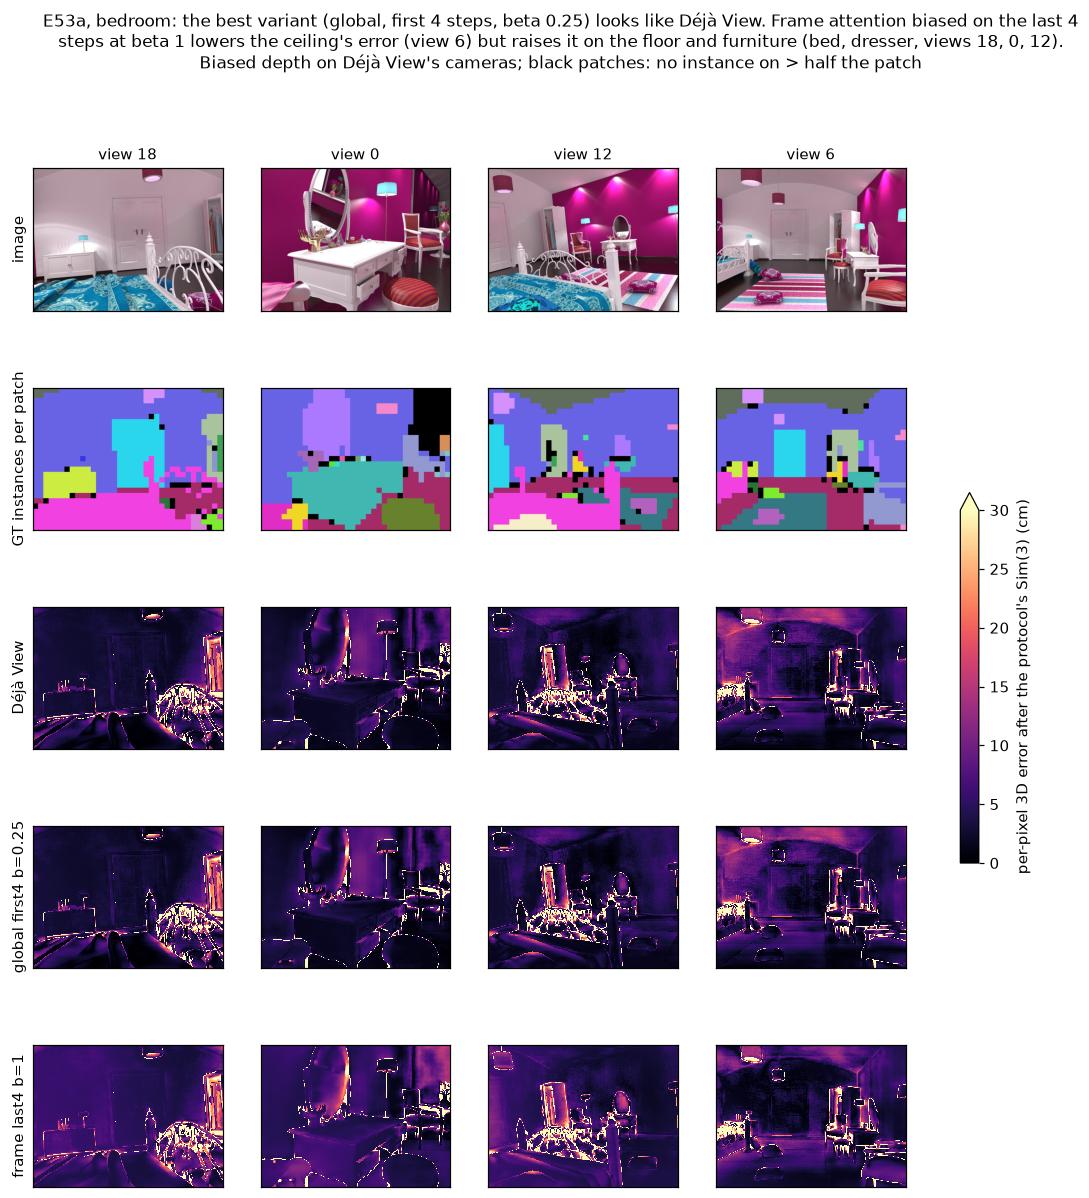 E53a, bedroom: the best variant (global, first 4 steps, beta 0.25) looks like Déjà View. Frame attention biased on the last 4
steps at beta 1 lowers the ceiling's error (view 6) but raises it on the floor and furniture (bed, dresser, views 18, 0, 12).
Biased depth on Déjà View's cameras; black patches: no instance on > half the patch
view 18
view 0
view 12
view 6
image
GT instances per patch
Déjà View
global first4 b=0.25
frame last4 b=1
30
25
20
15
10
5
0
per-pixel 3D error after the protocol's Sim(3) (cm)